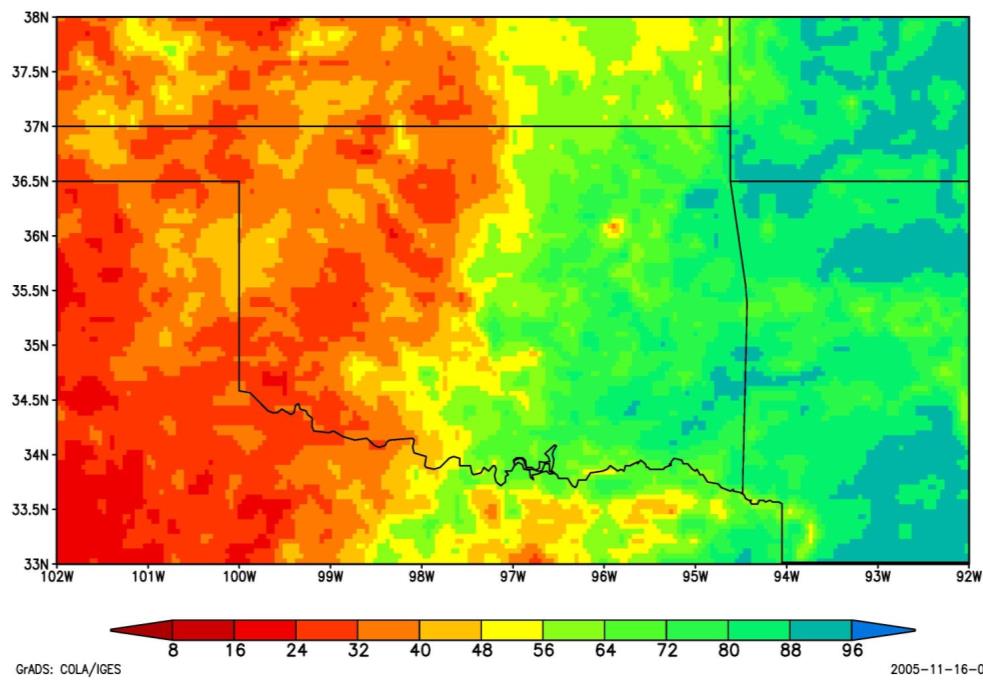 38N
37.5N
37N
36.5N
36N
35.5N
35N
34.5N
34N
33.5N
33N
102W 101W 100W 99W 98W 97W 96W 95W 94W 93W 92W
8 16 24 32 40 48 56 64 72 80 88 96
GrADS: COLA/IGES 2005-11-16-0